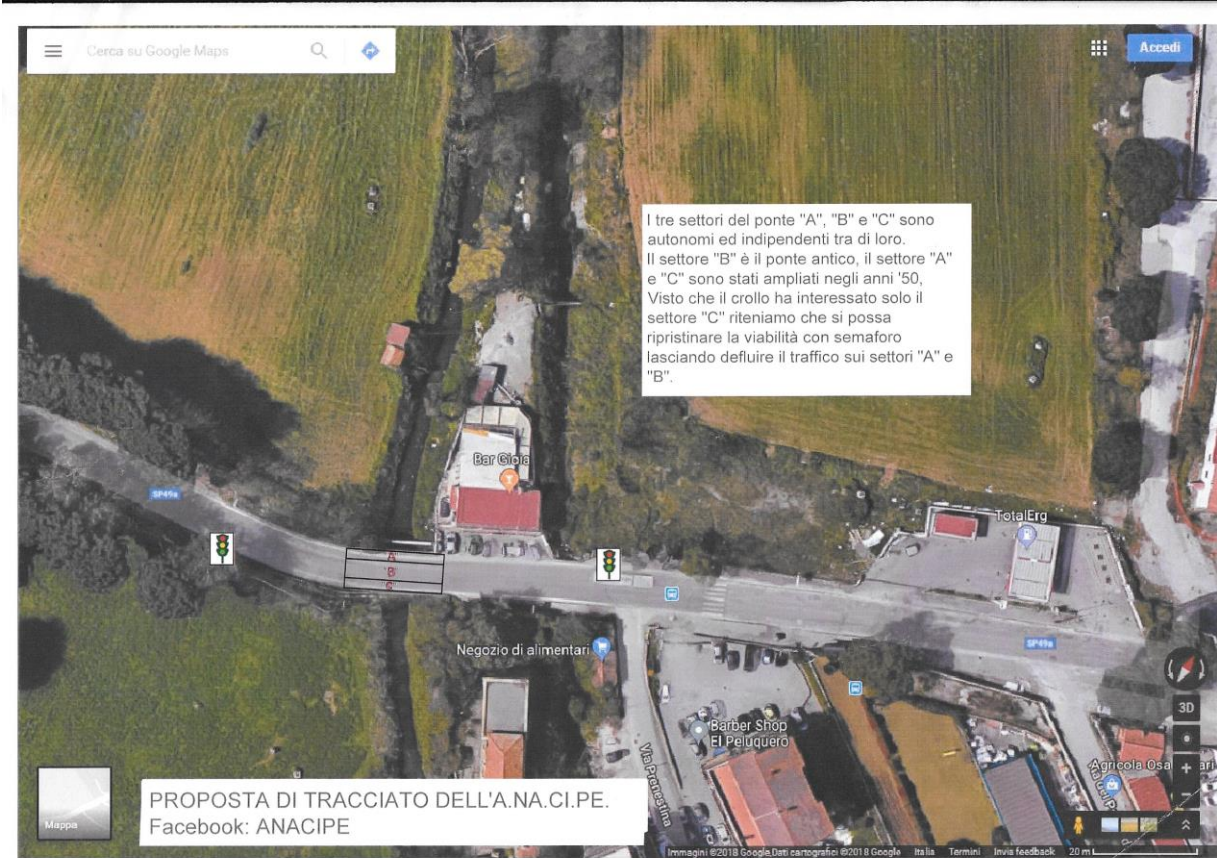 Cerca su Google Maps
Accedi
I tre settori del ponte "A", "B" e "C" sono
autonomi ed indipendenti tra di loro.
Il settore "B" è il ponte antico, il settore "A"
e "C" sono stati ampliati negli anni '50,
Visto che il crollo ha interessato solo il
settore "C" riteniamo che si possa
ripristinare la viabilità con semaforo
lasciando defluire il traffico sui settori "A" e
"B".
Bar Gioia
SP49a
TotalErg
"A"
"B"
"C"
Negozio di alimentari
SP49a
Barber Shop
El Peluquero
Via Prenestina
3D
Agricola Osa
Mappa
PROPOSTA DI TRACCIATO DELL'A.NA.CI.PE.
Facebook: ANACIPE
Immagini ©2018 Google,Dati cartografici ©2018 Google Italia Termini Invia feedback 20 m